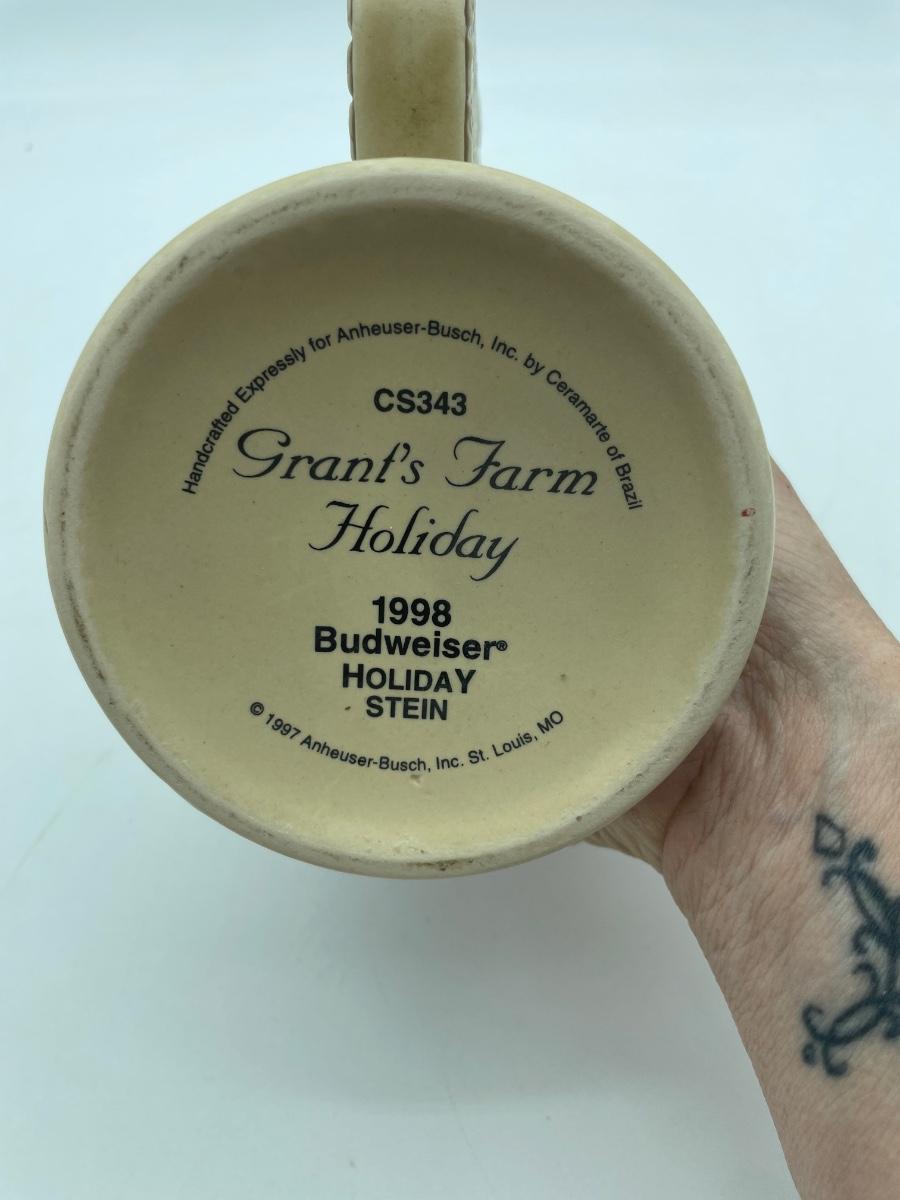 Handcrafted Expressly for Anheuser-Busch, Inc. by Ceramarte of Brazil
CS343
Grant's Farm
Holiday
1998
Budweiser®
HOLIDAY
STEIN
© 1997 Anheuser-Busch, Inc. St. Louis, MO